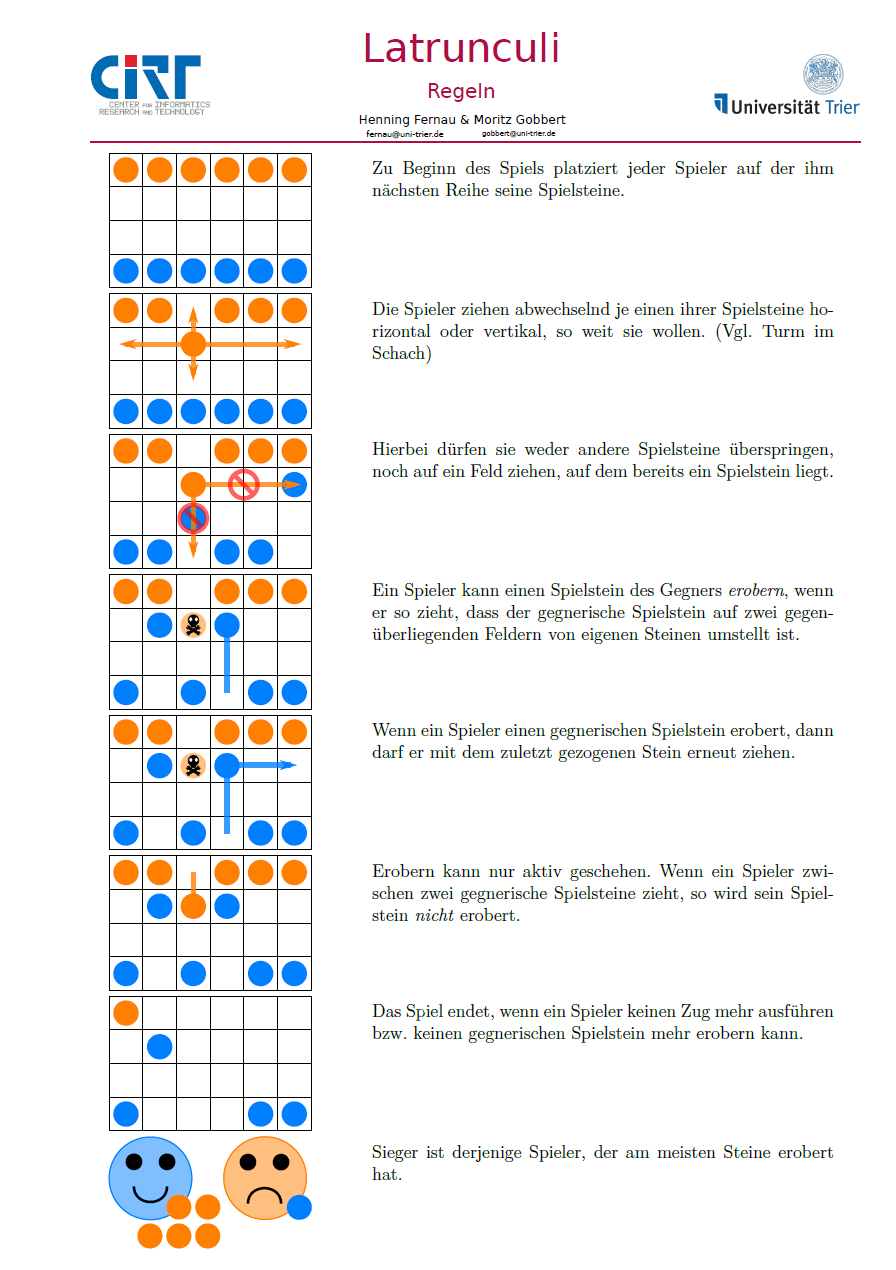 Latrunculi
Regeln
CIRT
CENTER FOR INFORMATICS
RESEARCH AND TECHNOLOGY
Henning Fernau & Moritz Gobbert
fernau@uni-trier.de gobbert@uni-trier.de
Universität Trier
Zu Beginn des Spiels platziert jeder Spieler auf der ihm
nächsten Reihe seine Spielsteine.
Die Spieler ziehen abwechselnd je einen ihrer Spielsteine ho-
rizontal oder vertikal, so weit sie wollen. (Vgl. Turm im
Schach)
Hierbei dürfen sie weder andere Spielsteine überspringen,
noch auf ein Feld ziehen, auf dem bereits ein Spielstein liegt.
Ein Spieler kann einen Spielstein des Gegners erobern, wenn
er so zieht, dass der gegnerische Spielstein auf zwei gegen-
überliegenden Feldern von eigenen Steinen umstellt ist.
Wenn ein Spieler einen gegnerischen Spielstein erobert, dann
darf er mit dem zuletzt gezogenen Stein erneut ziehen.
Erobern kann nur aktiv geschehen. Wenn ein Spieler zwi-
schen zwei gegnerische Spielsteine zieht, so wird sein Spiel-
stein nicht erobert.
Das Spiel endet, wenn ein Spieler keinen Zug mehr ausführen
bzw. keinen gegnerischen Spielstein mehr erobern kann.
Sieger ist derjenige Spieler, der am meisten Steine erobert
hat.